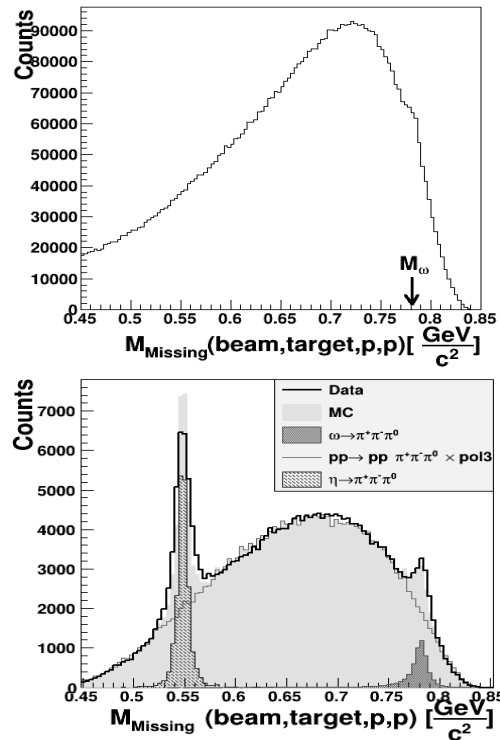 Counts
90000
80000
70000
60000
50000
40000
30000
20000
10000
0
M_ω
0.45 0.5 0.55 0.6 0.65 0.7 0.75 0.8 0.85
M_Missing(beam,target,p,p)[ GeV/c² ]
Counts
7000
6000
5000
4000
3000
2000
1000
0
Data
MC
ω→π⁺π⁻π⁰
pp→ pp π⁺π⁻π⁰ × pol3
η→π⁺π⁻π⁰
0.45 0.5 0.55 0.6 0.65 0.7 0.75 0.8 0.85
M_Missing (beam,target,p,p) [ GeV/c² ]